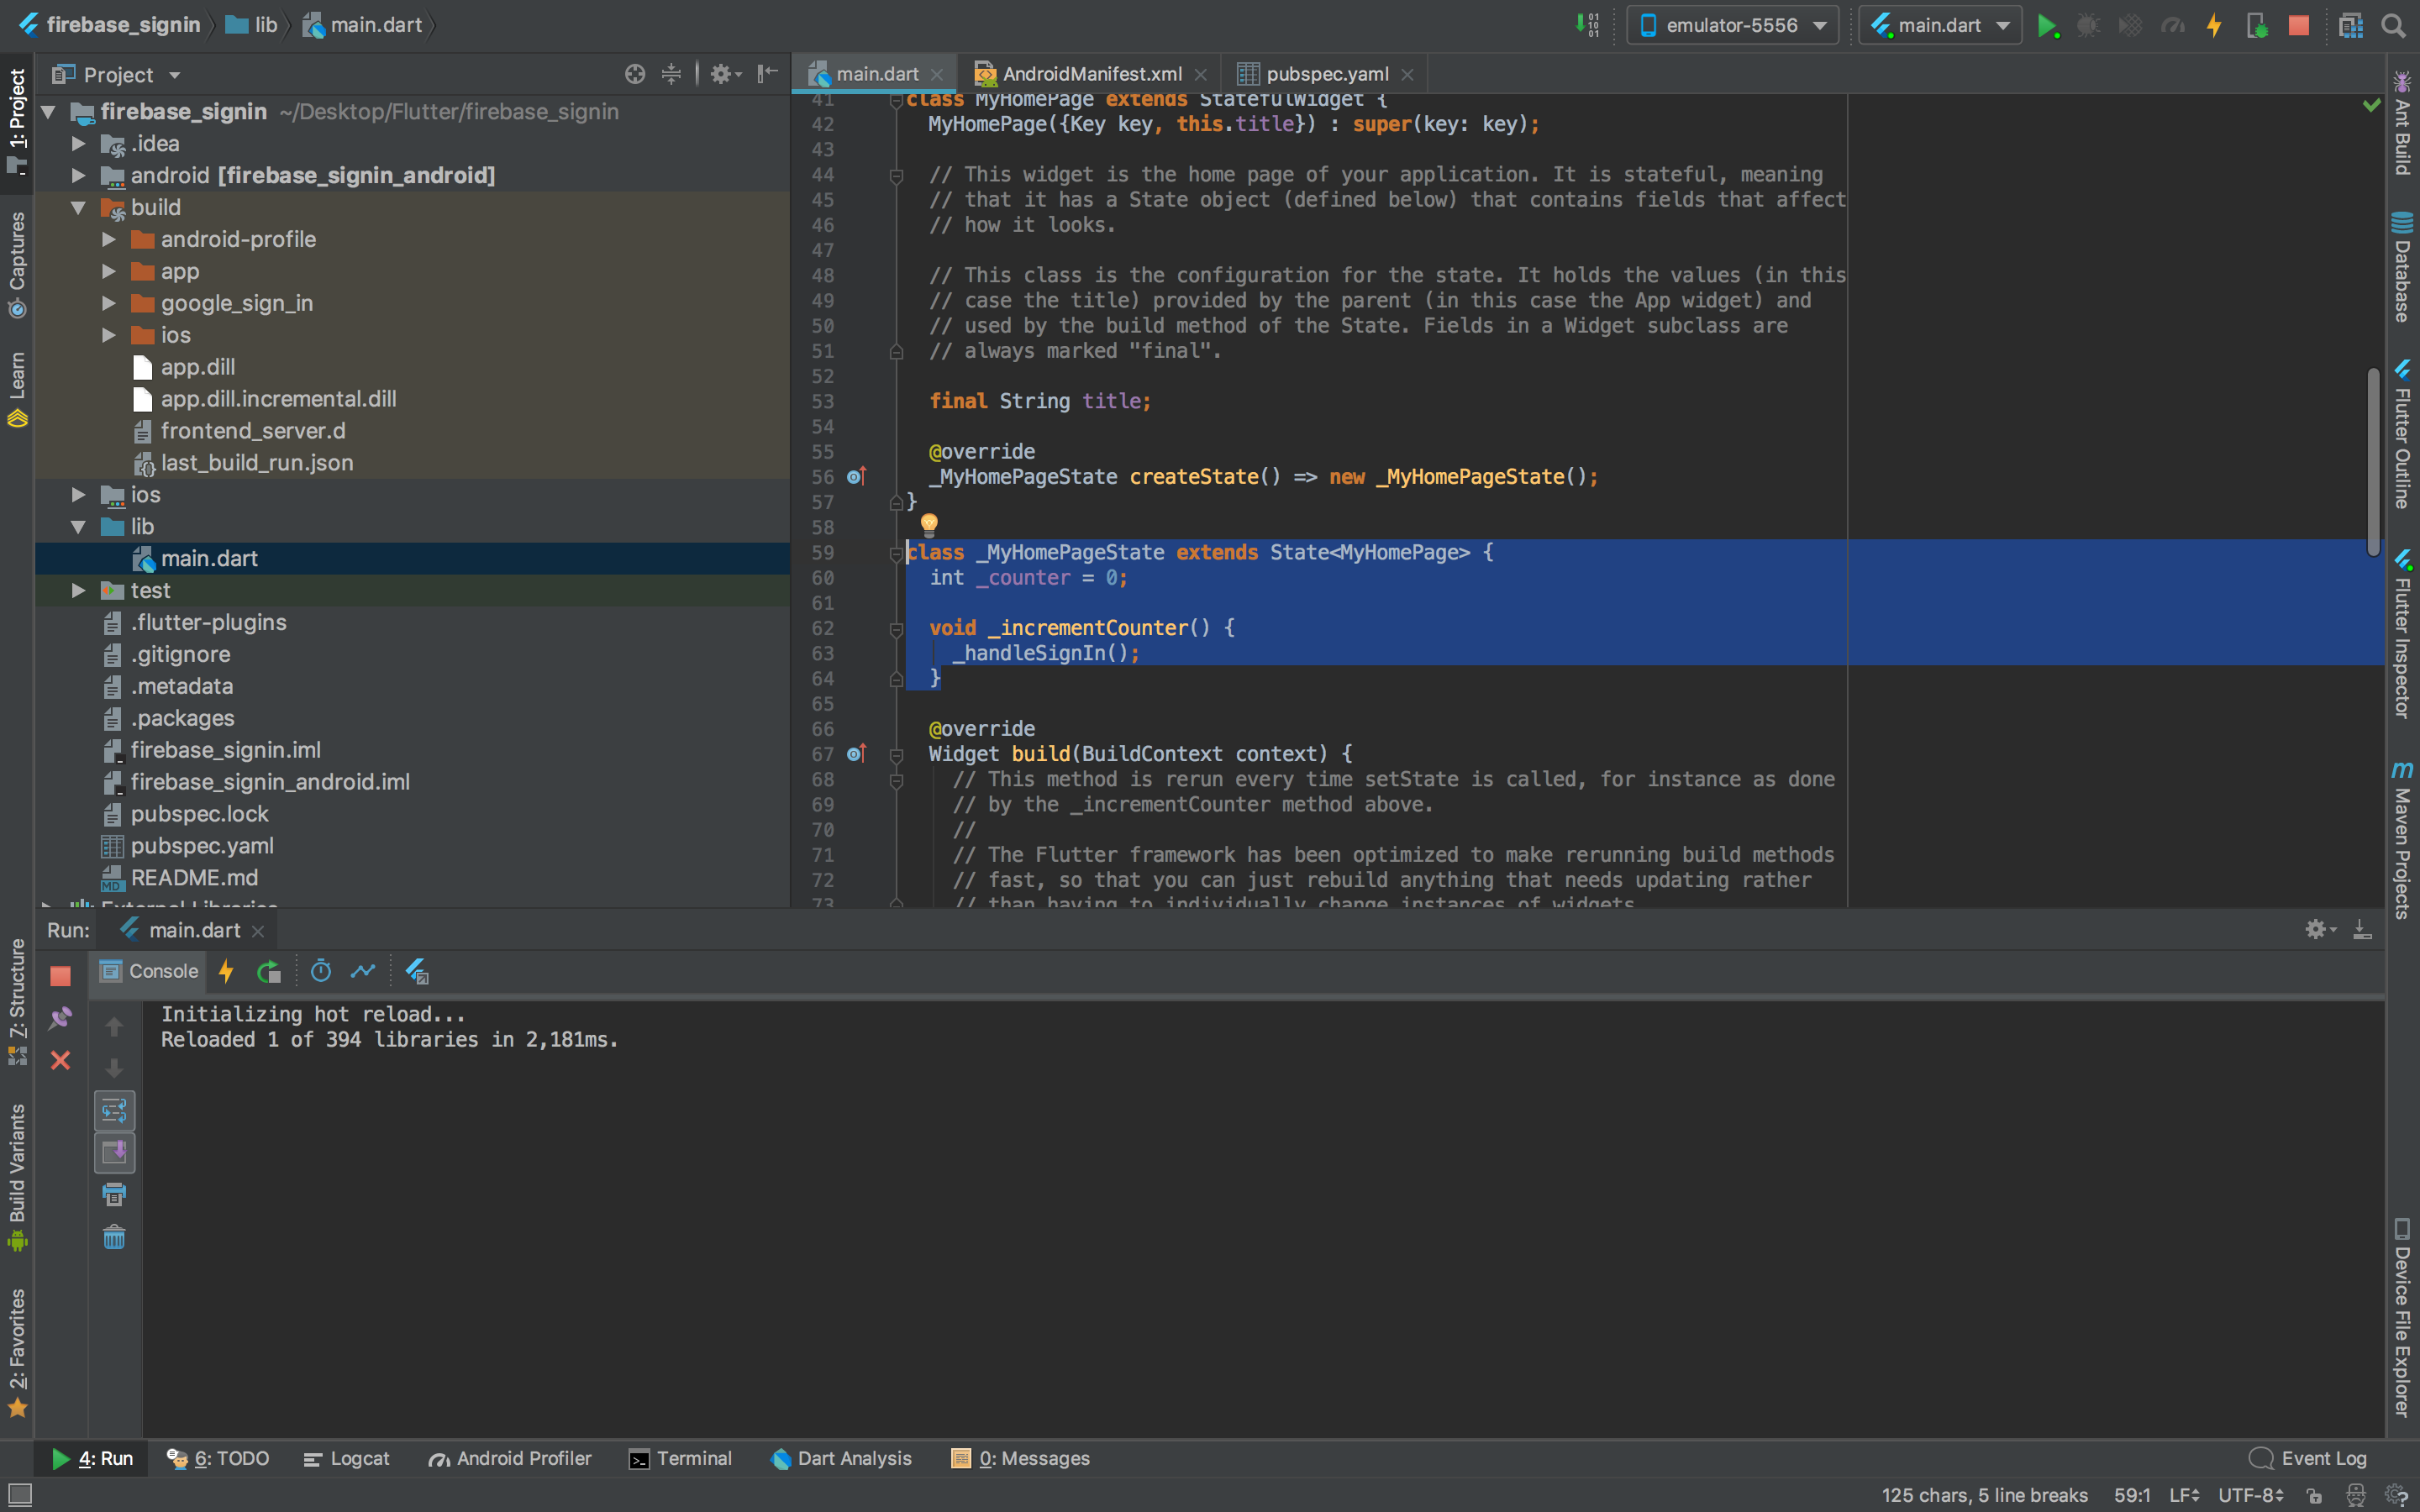 firebase_signin lib main.dart emulator-5556 main.dart
Project
firebase_signin ~/Desktop/Flutter/firebase_signin
.idea
android [firebase_signin_android]
build
android-profile
app
google_sign_in
ios
app.dill
app.dill.incremental.dill
frontend_server.d
last_build_run.json
ios
lib
main.dart
test
.flutter-plugins
.gitignore
.metadata
.packages
firebase_signin.iml
firebase_signin_android.iml
pubspec.lock
pubspec.yaml
README.md
External Libraries
1: Project
Captures
Learn
7: Structure
Build Variants
2: Favorites
main.dart AndroidManifest.xml pubspec.yaml
41 class MyHomePage extends StatefulWidget {
42 MyHomePage({Key key, this.title}) : super(key: key);
43
44 // This widget is the home page of your application. It is stateful, meaning
45 // that it has a State object (defined below) that contains fields that affect
46 // how it looks.
47
48 // This class is the configuration for the state. It holds the values (in this
49 // case the title) provided by the parent (in this case the App widget) and
50 // used by the build method of the State. Fields in a Widget subclass are
51 // always marked "final".
52
53 final String title;
54
55 @override
56 _MyHomePageState createState() => new _MyHomePageState();
57 }
58
59 class _MyHomePageState extends State<MyHomePage> {
60 int _counter = 0;
61
62 void _incrementCounter() {
63 _handleSignIn();
64 }
65
66 @override
67 Widget build(BuildContext context) {
68 // This method is rerun every time setState is called, for instance as done
69 // by the _incrementCounter method above.
70 //
71 // The Flutter framework has been optimized to make rerunning build methods
72 // fast, so that you can just rebuild anything that needs updating rather
73 // than having to individually change instances of widgets
Ant Build
Database
Flutter Outline
Flutter Inspector
Maven Projects
Device File Explorer
Run: main.dart
Console
Initializing hot reload...
Reloaded 1 of 394 libraries in 2,181ms.
4: Run 6: TODO Logcat Android Profiler Terminal Dart Analysis 0: Messages Event Log
125 chars, 5 line breaks 59:1 LF UTF-8